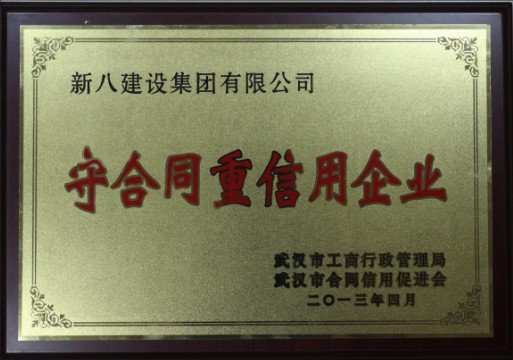 新八建设集团有限公司
守合同重信用企业
武汉市工商行政管理局
武汉市合同信用促进会
二〇一三年四月